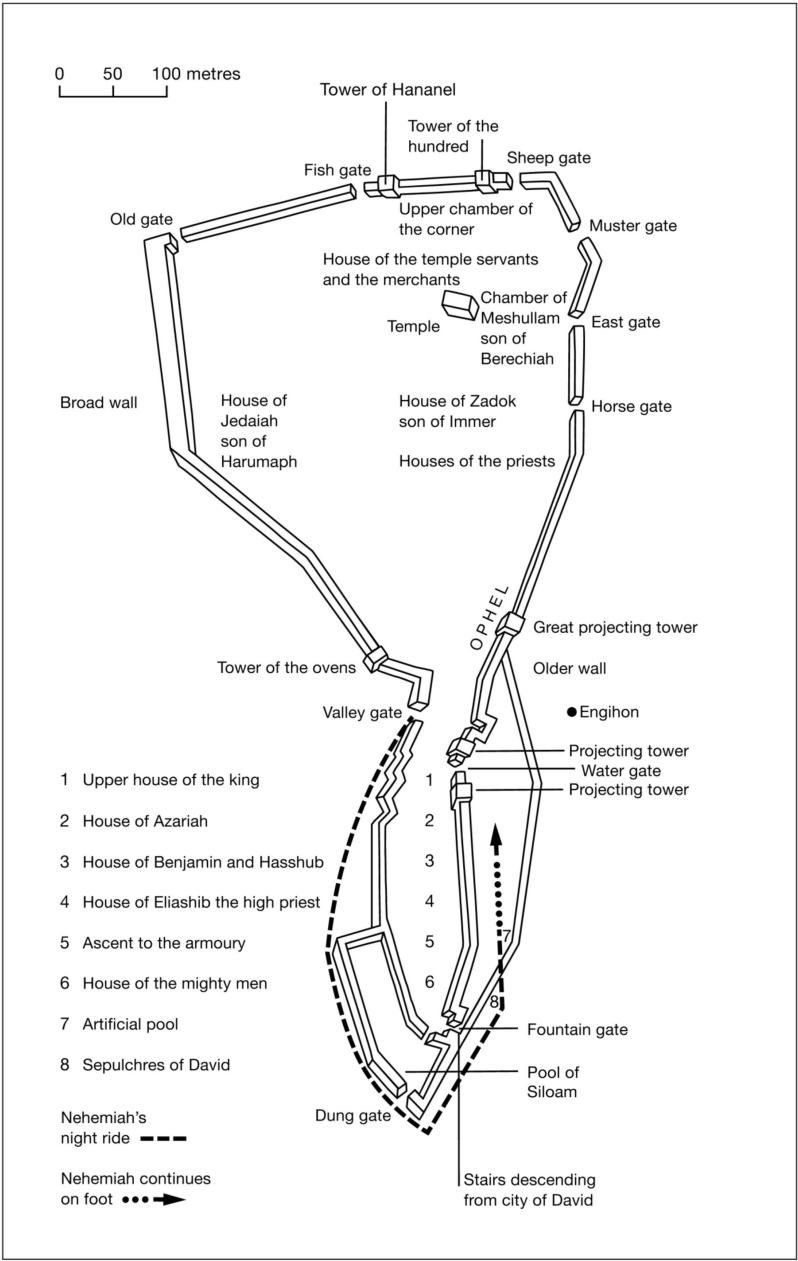 0 50 100 metres
Tower of Hananel
Tower of the
hundred
Sheep gate
Fish gate
Old gate
Upper chamber of
the corner
Muster gate
House of the temple servants
and the merchants
Chamber of
Meshullam
son of
Berechiah
Temple
East gate
Broad wall
House of
Jedaiah
son of
Harumaph
House of Zadok
son of Immer
Horse gate
Houses of the priests
OPHEL
Great projecting tower
Tower of the ovens
Older wall
Valley gate
Engihon
Projecting tower
Water gate
Projecting tower
1 Upper house of the king
2 House of Azariah
3 House of Benjamin and Hasshub
4 House of Eliashib the high priest
5 Ascent to the armoury
6 House of the mighty men
7 Artificial pool
8 Sepulchres of David
1
2
3
4
5
6
7
8
Fountain gate
Pool of
Siloam
Dung gate
Nehemiah's
night ride
Nehemiah continues
on foot
Stairs descending
from city of David